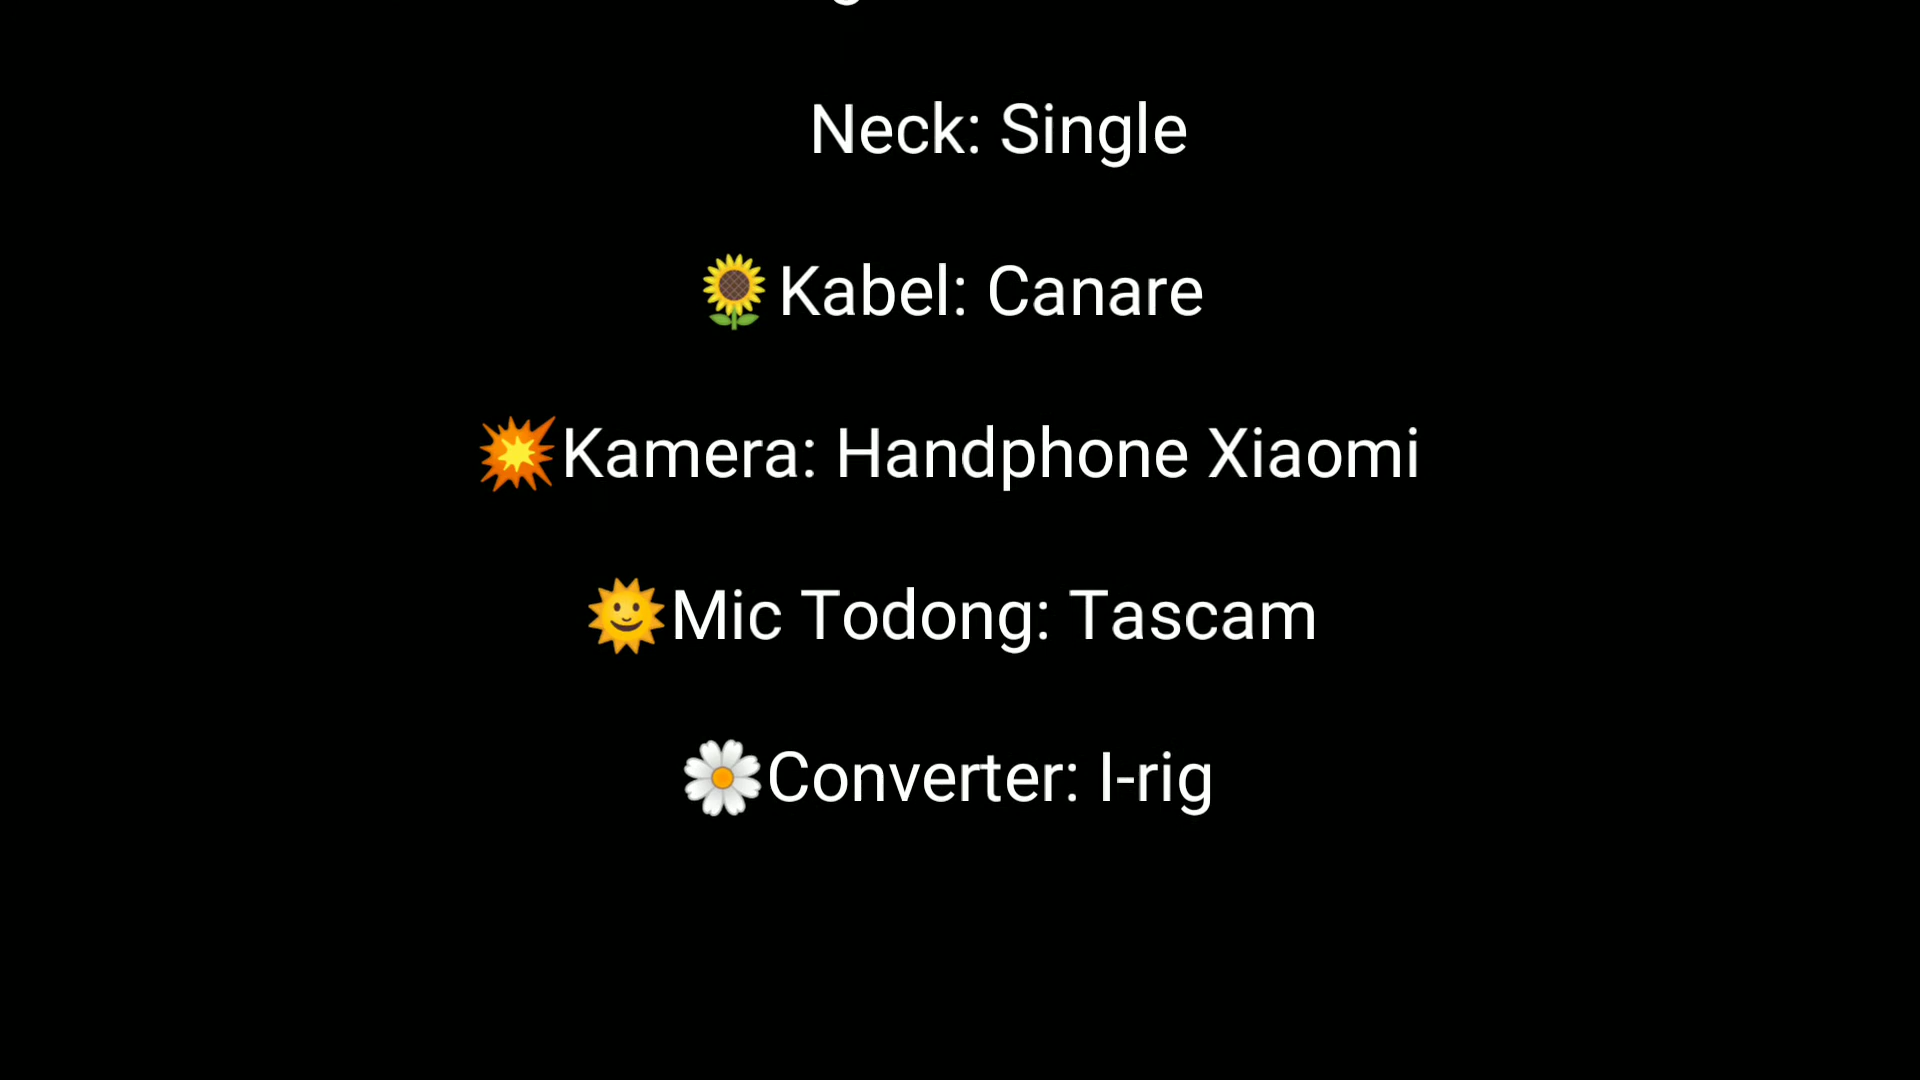 Neck: Single
🌻Kabel: Canare
💥Kamera: Handphone Xiaomi
🌞Mic Todong: Tascam
🌼Converter: I-rig